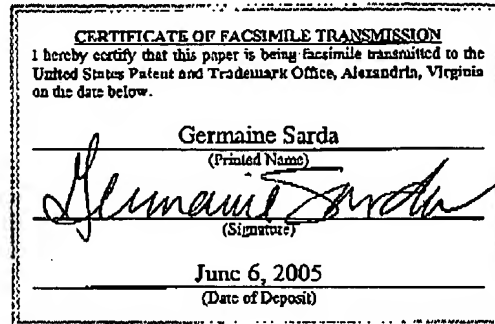 CERTIFICATE OF FACSIMILE TRANSMISSION
I hereby certify that this paper is being facsimile transmitted to the
United States Patent and Trademark Office, Alexandria, Virginia
on the date below.
Germaine Sarda
(Printed Name)
Germaine Sarda
(Signature)
June 6, 2005
(Date of Deposit)